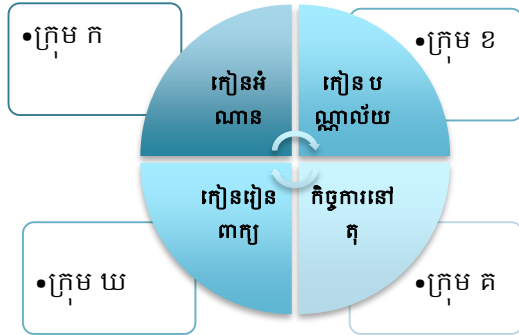 •ក្រុម ក
•ក្រុម ខ
កៀនអំ
ណាន
កៀន ប
ណ្ណាល័យ
កៀនរៀន
ពាក្យ
កិច្ចការនៅ
តុ
•ក្រុម ឃ
•ក្រុម គ